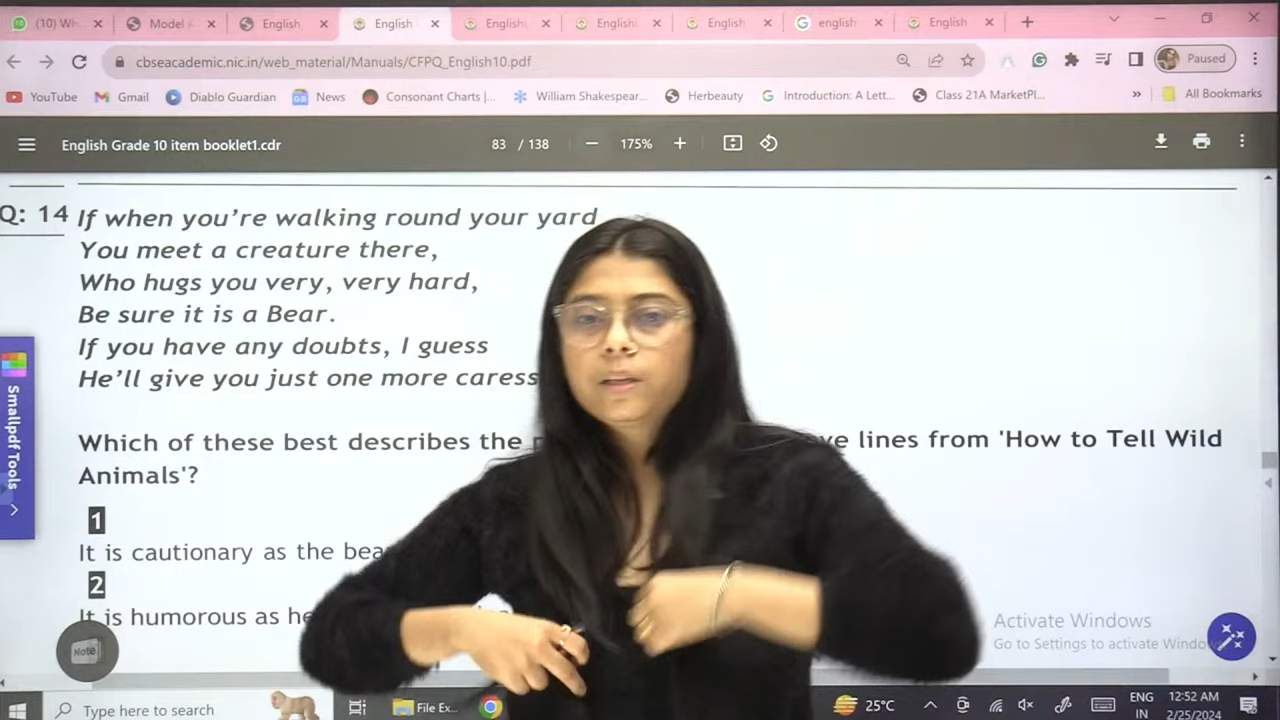 (10) Wh
Model A
English
English
English
English
English
english
English
cbseacademic.nic.in/web_material/Manuals/CFPQ_English10.pdf
Paused
YouTube
Gmail
Diablo Guardian
News
Consonant Charts |...
William Shakespear...
Herbeauty
Introduction: A Lett...
Class 21A MarketPl...
»
All Bookmarks
English Grade 10 item booklet1.cdr
83 / 138
175%
Q: 14 If when you're walking round your yard
You meet a creature there,
Who hugs you very, very hard,
Be sure it is a Bear.
If you have any doubts, I guess
He'll give you just one more caress
Which of these best describes the lines from 'How to Tell Wild
Animals'?
1
It is cautionary as the bea
2
It is humorous as he
Smallpdf Tools
Note
Activate Windows
Go to Settings to activate Windows
Type here to search
File Ex...
25°C
ENG
IN
12:52 AM
2/25/2024